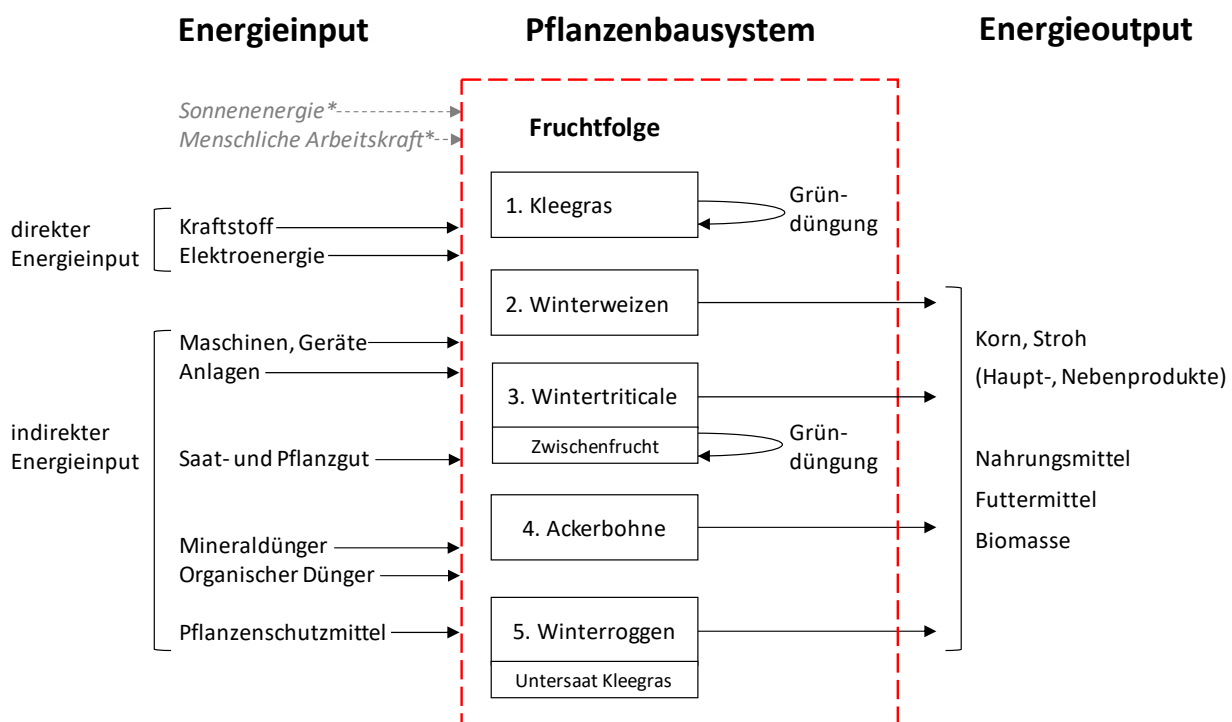 Energieinput
Pflanzenbausystem
Energieoutput
Sonnenenergie*
Menschliche Arbeitskraft*
direkter
Energieinput
Kraftstoff
Elektroenergie
indirekter
Energieinput
Maschinen, Geräte
Anlagen
Saat- und Pflanzgut
Mineraldünger
Organischer Dünger
Pflanzenschutzmittel
Fruchtfolge
1. Kleegras
Grün-
düngung
2. Winterweizen
3. Wintertriticale
Zwischenfrucht
Grün-
düngung
4. Ackerbohne
5. Winterroggen
Untersaat Kleegras
Korn, Stroh
(Haupt-, Nebenprodukte)
Nahrungsmittel
Futtermittel
Biomasse